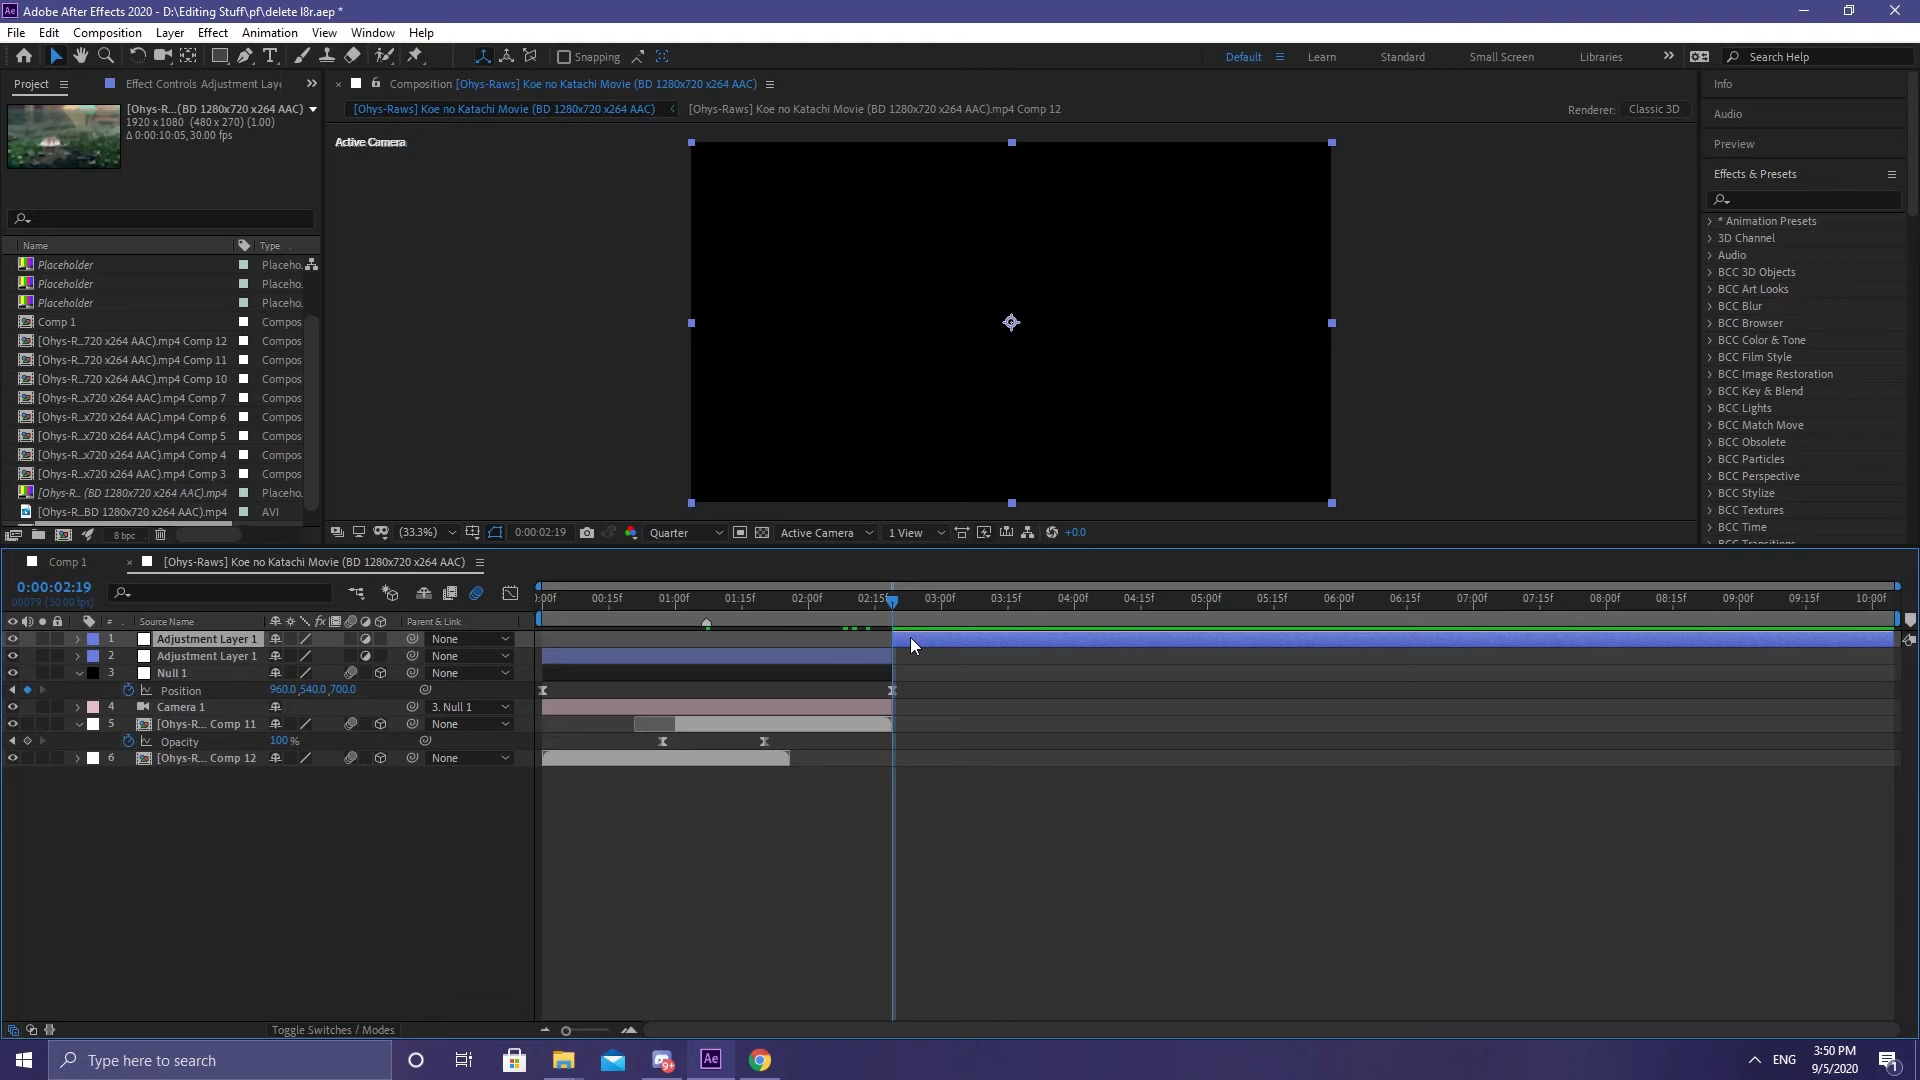 Adobe After Effects 2020 - D:\Editing Stuff\pf\delete l8r.aep *
File Edit Composition Layer Effect Animation View Window Help
Snapping Default Learn Standard Small Screen Libraries Search Help
Project Effect Controls Adjustment Laye
Composition [Ohys-Raws] Koe no Katachi Movie (BD 1280x720 x264 AAC)
[Ohys-Raws] Koe no Katachi Movie (BD 1280x720 x264 AAC) [Ohys-Raws] Koe no Katachi Movie (BD 1280x720 x264 AAC).mp4 Comp 12
Renderer: Classic 3D
[Ohys-R...(BD 1280x720 x264 AAC)
1920 x 1080 (480 x 270) (1.00)
Δ 0:00:10:05, 30.00 fps
Name Type
Placeholder Placeho.
Placeholder Placeho.
Placeholder Placeho.
Comp 1 Compos
[Ohys-R...720 x264 AAC).mp4 Comp 12 Compos
[Ohys-R...720 x264 AAC).mp4 Comp 11 Compos
[Ohys-R...720 x264 AAC).mp4 Comp 10 Compos
[Ohys-R...x720 x264 AAC).mp4 Comp 7 Compos
[Ohys-R...x720 x264 AAC).mp4 Comp 6 Compos
[Ohys-R...x720 x264 AAC).mp4 Comp 5 Compos
[Ohys-R...x720 x264 AAC).mp4 Comp 4 Compos
[Ohys-R...x720 x264 AAC).mp4 Comp 3 Compos
[Ohys-R... (BD 1280x720 x264 AAC).mp4 Placeho.
[Ohys-R...BD 1280x720 x264 AAC).mp4 AVI
8 bpc
Active Camera
(33.3%) 0:00:02:19 Quarter Active Camera 1 View +0.0
Info
Audio
Preview
Effects & Presets
* Animation Presets
3D Channel
Audio
BCC 3D Objects
BCC Art Looks
BCC Blur
BCC Browser
BCC Color & Tone
BCC Film Style
BCC Image Restoration
BCC Key & Blend
BCC Lights
BCC Match Move
BCC Obsolete
BCC Particles
BCC Perspective
BCC Stylize
BCC Textures
BCC Time
BCC Transitions
Comp 1 [Ohys-Raws] Koe no Katachi Movie (BD 1280x720 x264 AAC)
0:00:02:19
00079 (30.00 fps)
):00f 00:15f 01:00f 01:15f 02:00f 02:15f 03:00f 03:15f 04:00f 04:15f 05:00f 05:15f 06:00f 06:15f 07:00f 07:15f 08:00f 08:15f 09:00f 09:15f 10:00f
# Source Name fx Parent & Link
1 Adjustment Layer 1 None
2 Adjustment Layer 1 None
3 Null 1 None
Position 960.0,540.0,700.0
4 Camera 1 3. Null 1
5 [Ohys-R... Comp 11 None
Opacity 100 %
6 [Ohys-R... Comp 12 None
Toggle Switches / Modes
Type here to search
9+
Ae
ENG
3:50 PM
9/5/2020
1